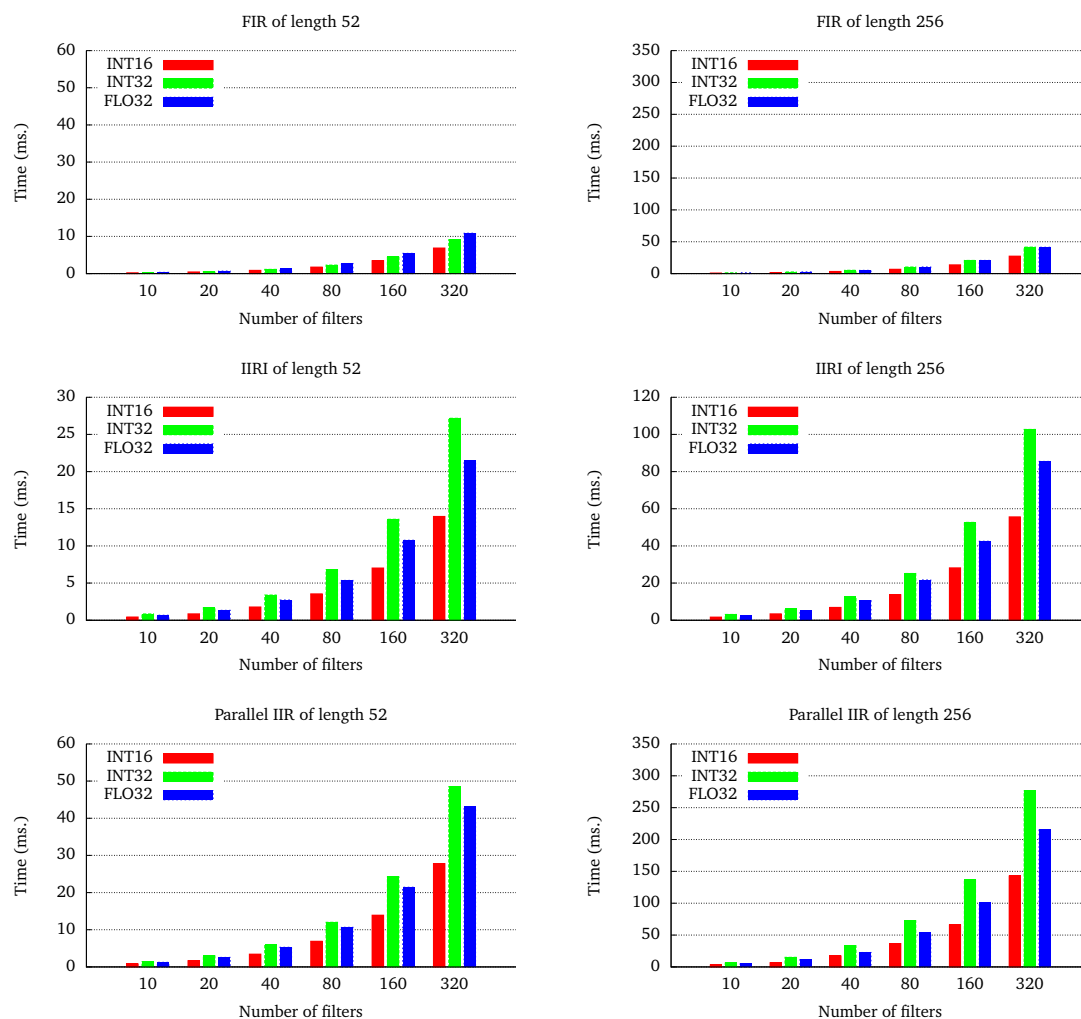 FIR of length 52
60
50
40
30
20
10
0
Time (ms.)
INT16
INT32
FLO32
10 20 40 80 160 320
Number of filters
FIR of length 256
350
300
250
200
150
100
50
0
Time (ms.)
INT16
INT32
FLO32
10 20 40 80 160 320
Number of filters
IIRI of length 52
30
25
20
15
10
5
0
Time (ms.)
INT16
INT32
FLO32
10 20 40 80 160 320
Number of filters
IIRI of length 256
120
100
80
60
40
20
0
Time (ms.)
INT16
INT32
FLO32
10 20 40 80 160 320
Number of filters
Parallel IIR of length 52
60
50
40
30
20
10
0
Time (ms.)
INT16
INT32
FLO32
10 20 40 80 160 320
Number of filters
Parallel IIR of length 256
350
300
250
200
150
100
50
0
Time (ms.)
INT16
INT32
FLO32
10 20 40 80 160 320
Number of filters